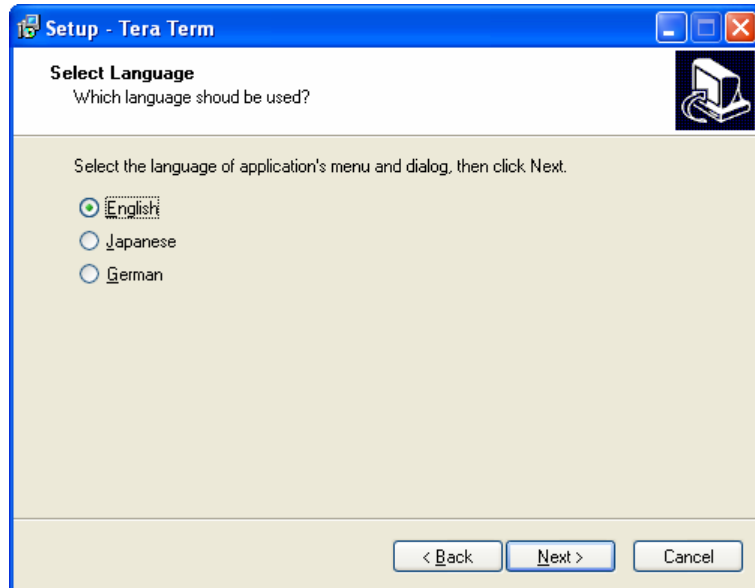 Setup - Tera Term
Select Language
Which language shoud be used?
Select the language of application's menu and dialog, then click Next.
English
Japanese
German
< Back
Next >
Cancel